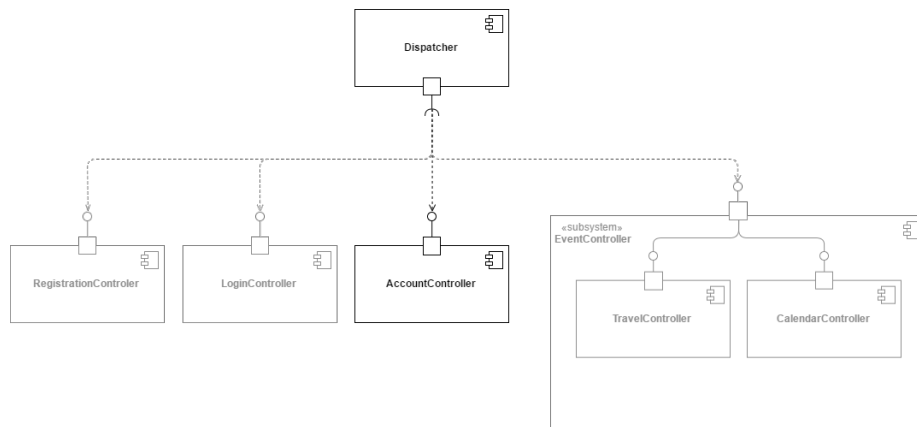 Dispatcher
«subsystem»
EventController
RegistrationControler
LoginController
AccountController
TravelController
CalendarController